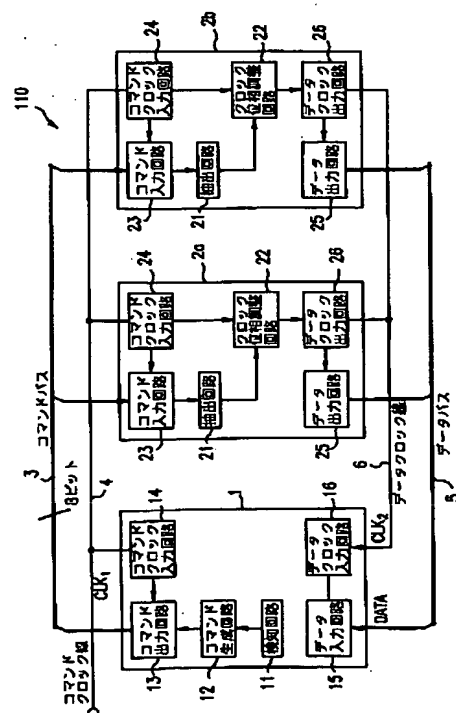 110
3
コマンドバス
8ビット
4
コマンド
クロック線
CLK1
1
13
コマンド
出力回路
14
コマンド
クロック
入力回路
12
コマンド
生成回路
11
検知回路
15
データ
入力回路
16
データ
クロック
入力回路
DATA
CLK2
2a
23
コマンド
入力回路
24
コマンド
クロック
入力回路
21
抽出回路
22
クロック
位相調整
回路
25
データ
出力回路
26
データ
クロック
出力回路
2b
23
コマンド
入力回路
24
コマンド
クロック
入力回路
21
抽出回路
22
クロック
位相調整
回路
25
データ
出力回路
26
データ
クロック
出力回路
6
データクロック線
データバス
5